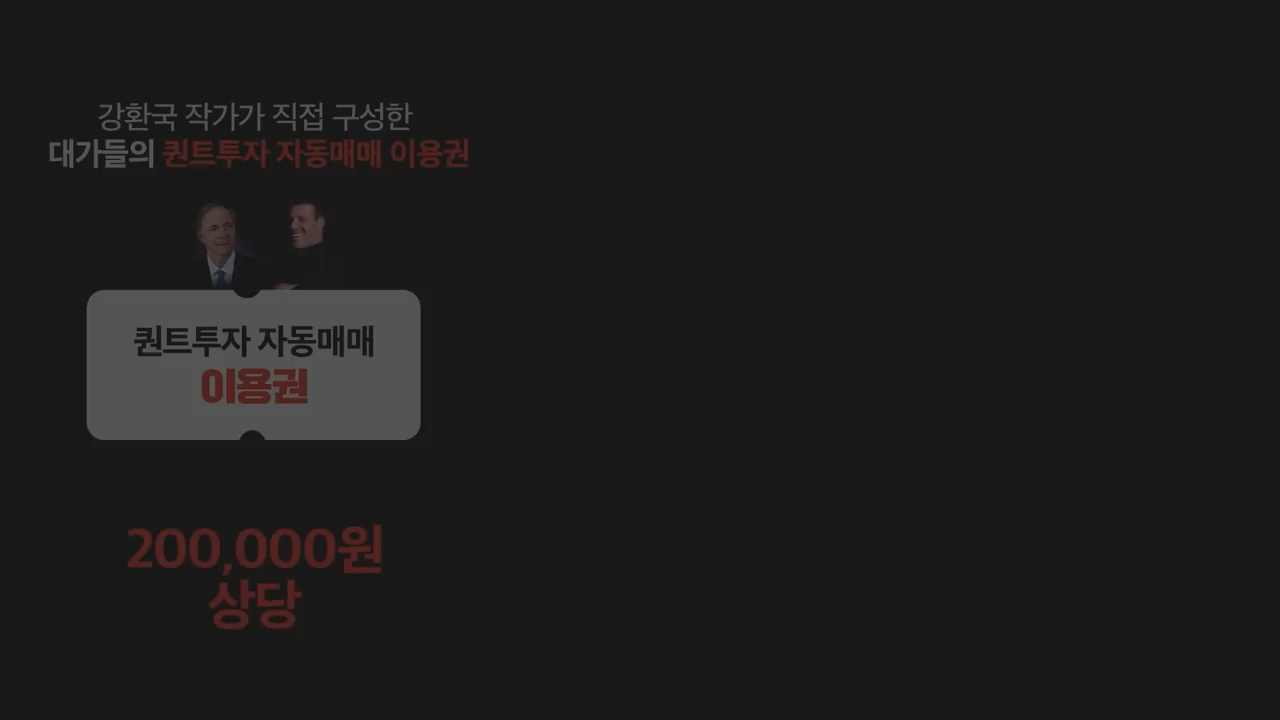 강환국 작가가 직접 구성한
대가들의 퀀트투자 자동매매 이용권
퀀트투자 자동매매
이용권
200,000원
상당